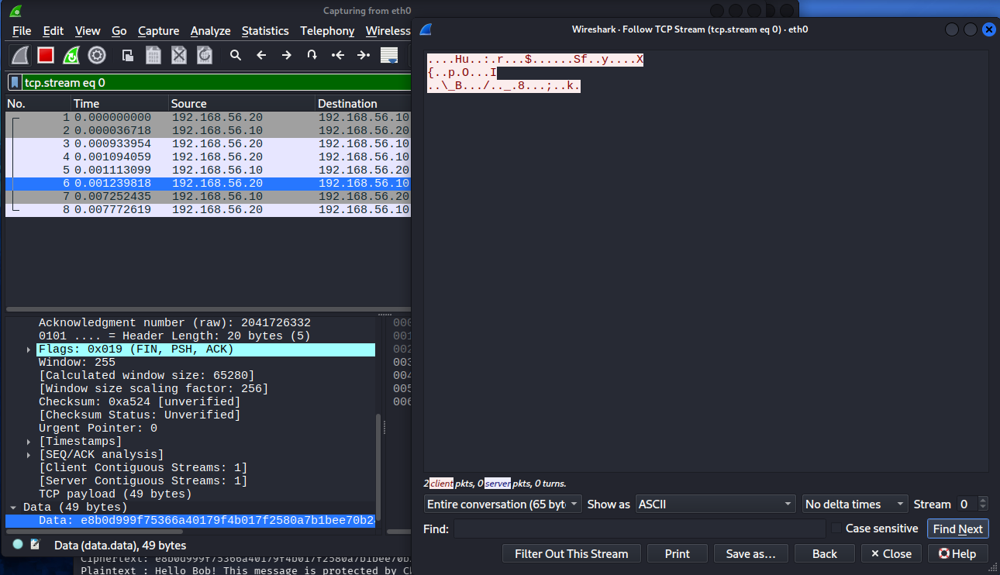 Capturing from eth0
File Edit View Go Capture Analyze Statistics Telephony Wireless
tcp.stream eq 0
No. Time Source Destination
1 0.000000000 192.168.56.20 192.168.56.10
2 0.000036718 192.168.56.10 192.168.56.20
3 0.000933954 192.168.56.20 192.168.56.10
4 0.001094059 192.168.56.20 192.168.56.10
5 0.001113099 192.168.56.10 192.168.56.20
6 0.001239818 192.168.56.20 192.168.56.10
7 0.007252435 192.168.56.10 192.168.56.20
8 0.007772619 192.168.56.20 192.168.56.10
Acknowledgment number (raw): 2041726332
0101 .... = Header Length: 20 bytes (5)
Flags: 0x019 (FIN, PSH, ACK)
Window: 255
[Calculated window size: 65280]
[Window size scaling factor: 256]
Checksum: 0xa524 [unverified]
[Checksum Status: Unverified]
Urgent Pointer: 0
[Timestamps]
[SEQ/ACK analysis]
[Client Contiguous Streams: 1]
[Server Contiguous Streams: 1]
TCP payload (49 bytes)
Data (49 bytes)
Data: e8b0d999f75366a40179f4b017f2580a7b1bee70b2
000
001
002
003
004
005
006
Data (data.data), 49 bytes
Ciphertext: e8b0d999f75366a40179f4b017f2580a7b1bee70b
Plaintext : Hello Bob! This message is protected by C
Wireshark · Follow TCP Stream (tcp.stream eq 0) · eth0
....Hu..:.r...$......Sf..y....X
{..p.O...I
..\_B.../.._.8...;..k.
2 client pkts, 0 server pkts, 0 turns.
Entire conversation (65 byt Show as ASCII No delta times Stream 0
Find: Case sensitive Find Next
Filter Out This Stream Print Save as… Back Close Help